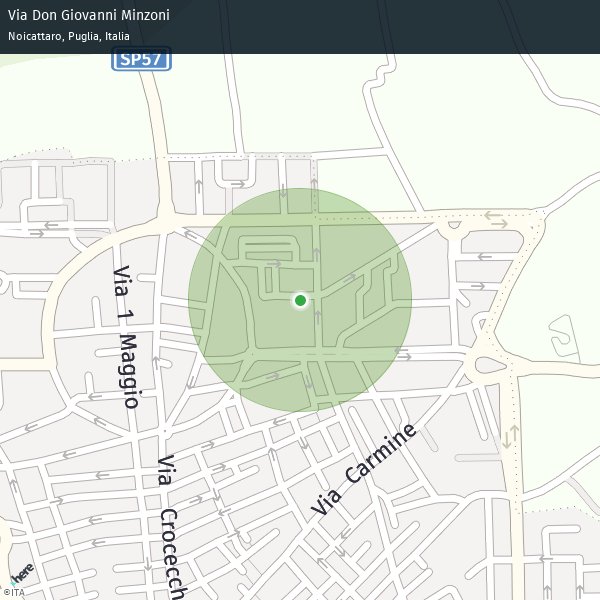 Via Don Giovanni Minzoni
Noicattaro, Puglia, Italia
SP57
Via 1 Maggio
Via Carmine
Via Crocecch
here
©ITA